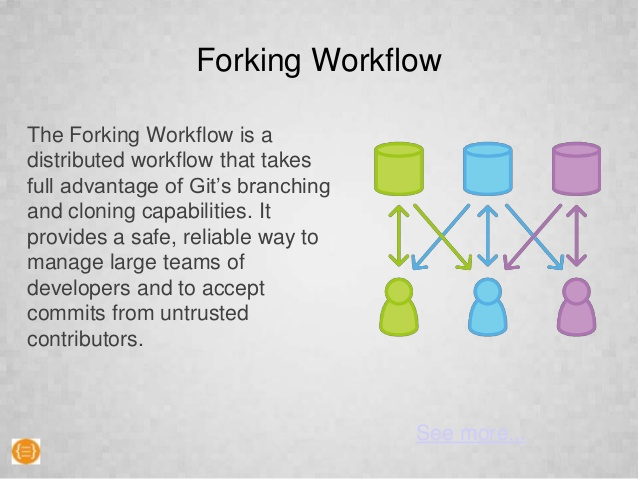 Forking Workflow
The Forking Workflow is a
distributed workflow that takes
full advantage of Git’s branching
and cloning capabilities. It
provides a safe, reliable way to
manage large teams of
developers and to accept
commits from untrusted
contributors.
See more...